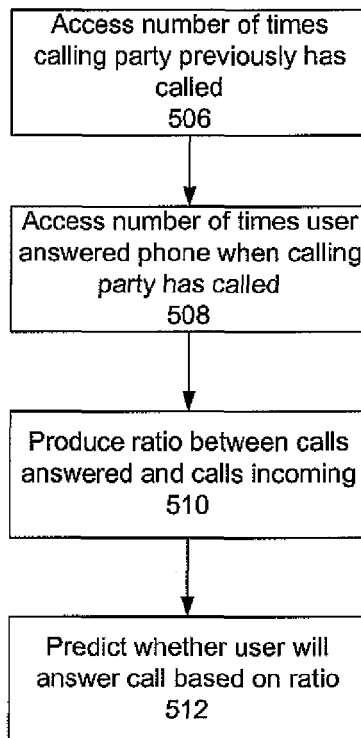 Access number of times
calling party previously has
called
506
Access number of times user
answered phone when calling
party has called
508
Produce ratio between calls
answered and calls incoming
510
Predict whether user will
answer call based on ratio
512